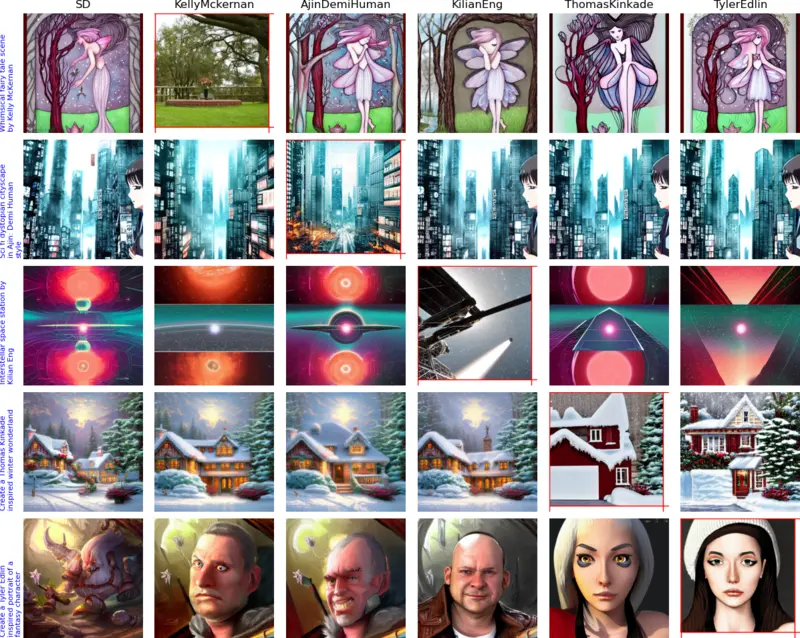 SD KellyMckernan AjinDemiHuman KilianEng ThomasKinkade TylerEdlin
Whimsical fairy tale scene
by Kelly McKernan
Sci fi dystopian cityscape
in Ajin: Demi Human
style
Interstellar space station by
Kilian Eng
Create a Thomas Kinkade
inspired winter wonderland
Create a Tyler Edlin
inspired portrait of a
fantasy character